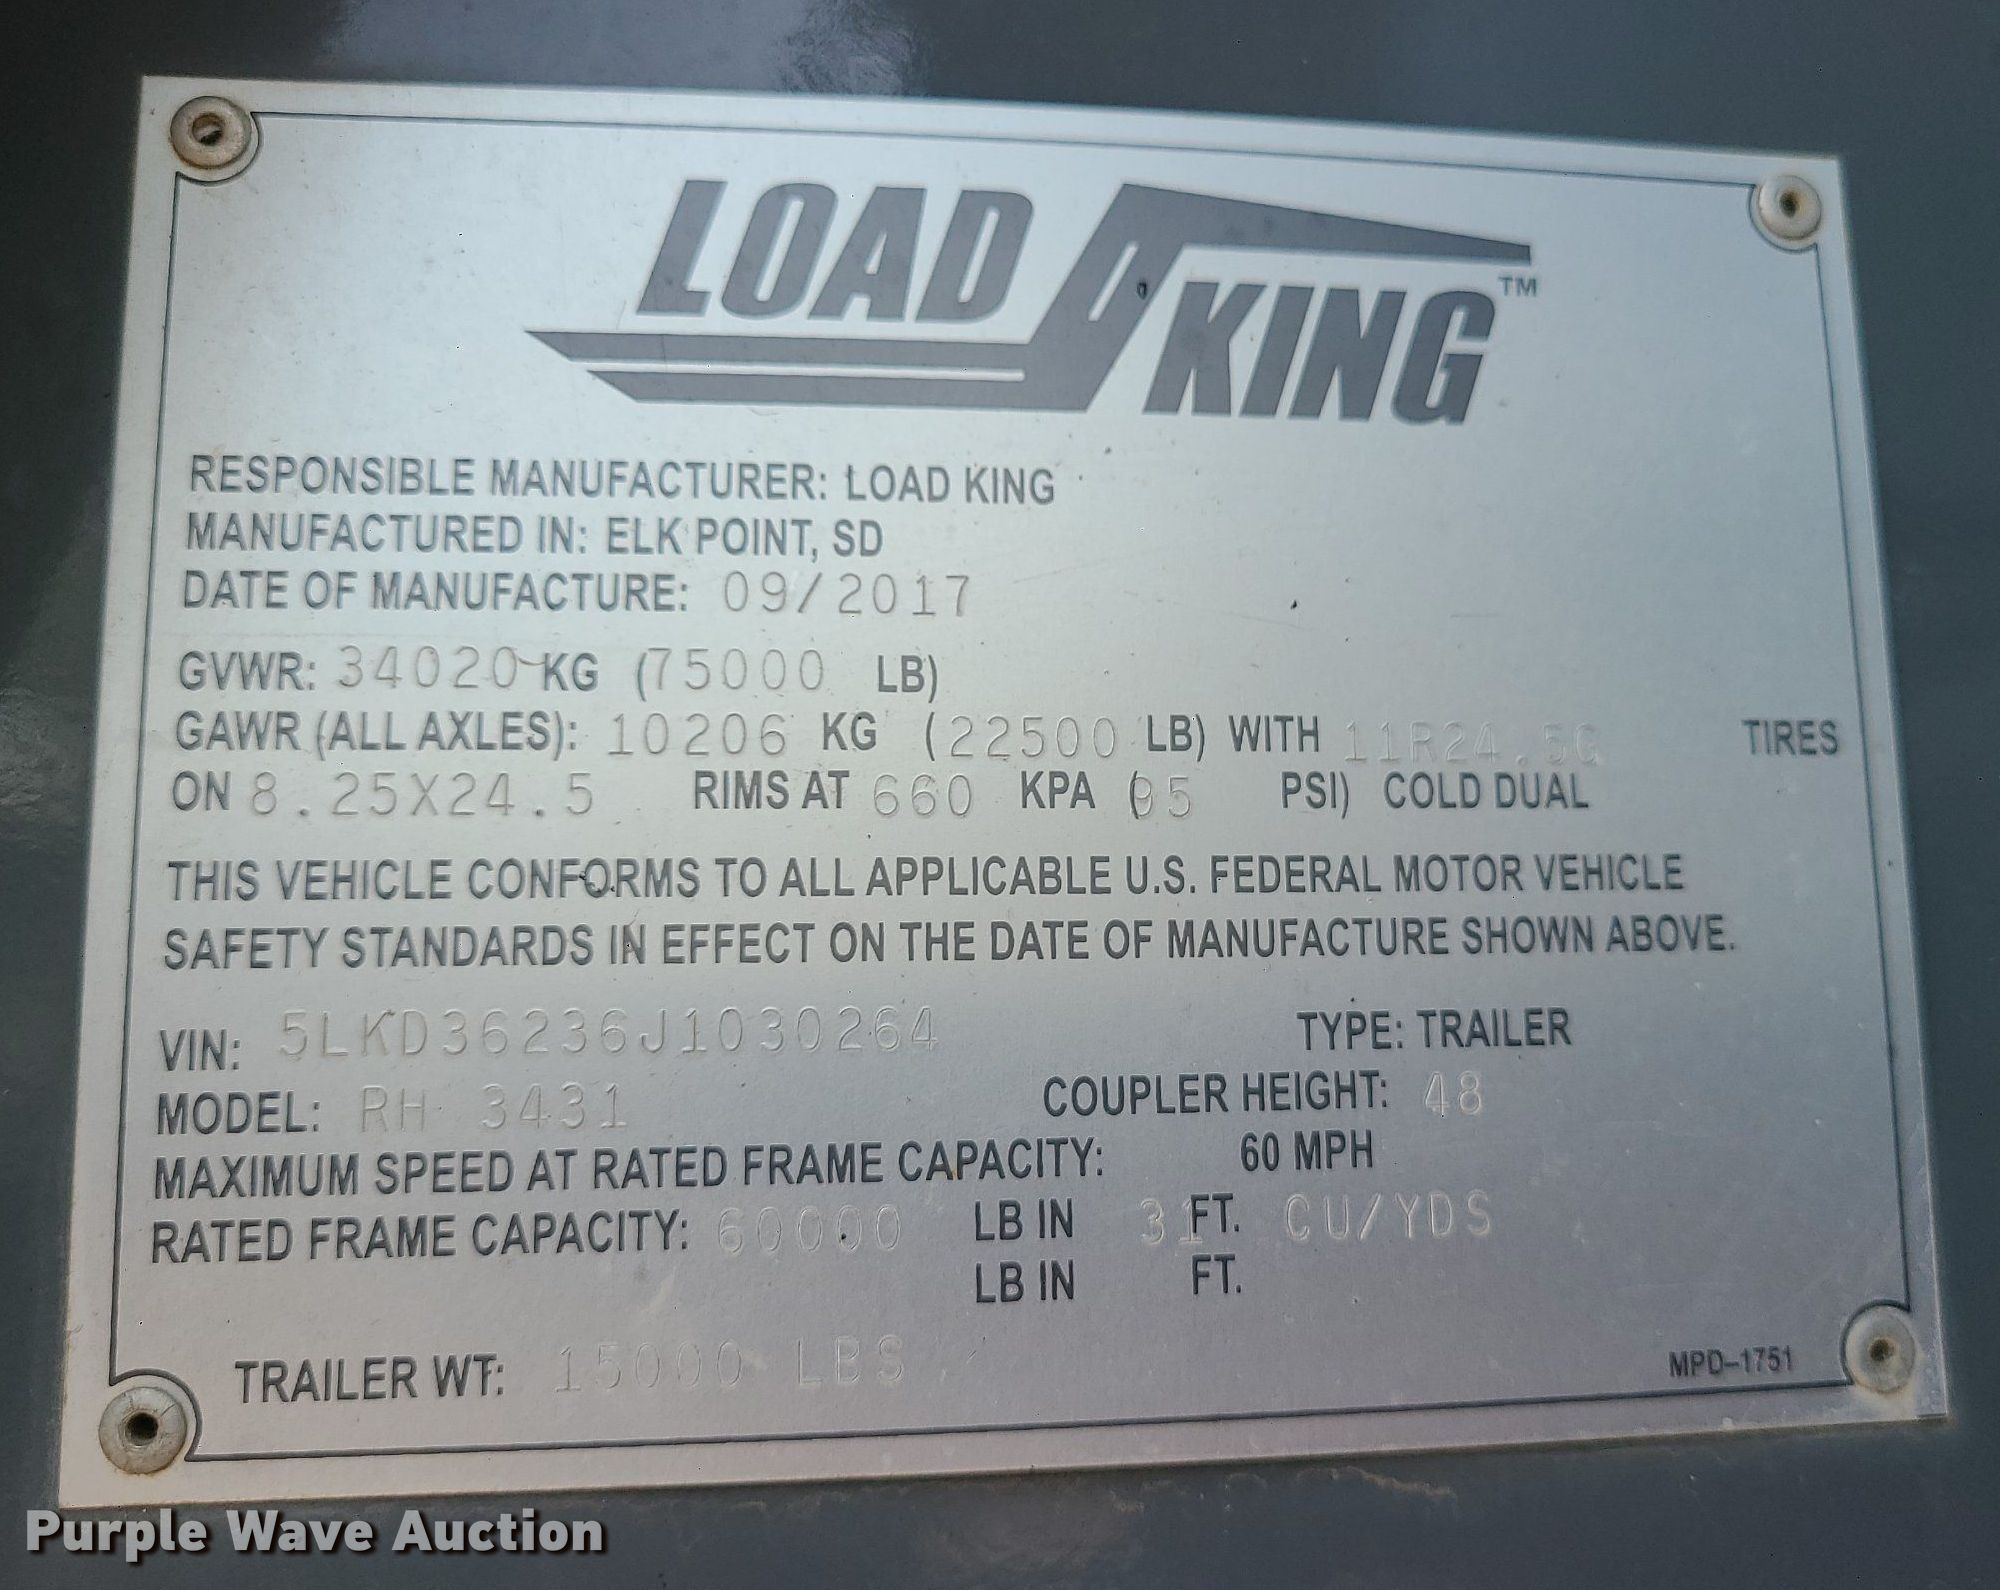 LOAD KING™
RESPONSIBLE MANUFACTURER: LOAD KING
MANUFACTURED IN: ELK POINT, SD
DATE OF MANUFACTURE: 09/2017
GVWR: 34020 KG (75000 LB)
GAWR (ALL AXLES): 10206 KG (22500 LB) WITH 11R24.5G TIRES
ON 8.25X24.5 RIMS AT 660 KPA (95 PSI) COLD DUAL
THIS VEHICLE CONFORMS TO ALL APPLICABLE U.S. FEDERAL MOTOR VEHICLE
SAFETY STANDARDS IN EFFECT ON THE DATE OF MANUFACTURE SHOWN ABOVE.
VIN: 5LKD36236J1030264 TYPE: TRAILER
MODEL: RH 3431 COUPLER HEIGHT: 48
MAXIMUM SPEED AT RATED FRAME CAPACITY: 60 MPH
RATED FRAME CAPACITY: 60000 LB IN 31 FT. CU/YDS
LB IN FT.
TRAILER WT: 15000 LBS
MPD-1751
Purple Wave Auction